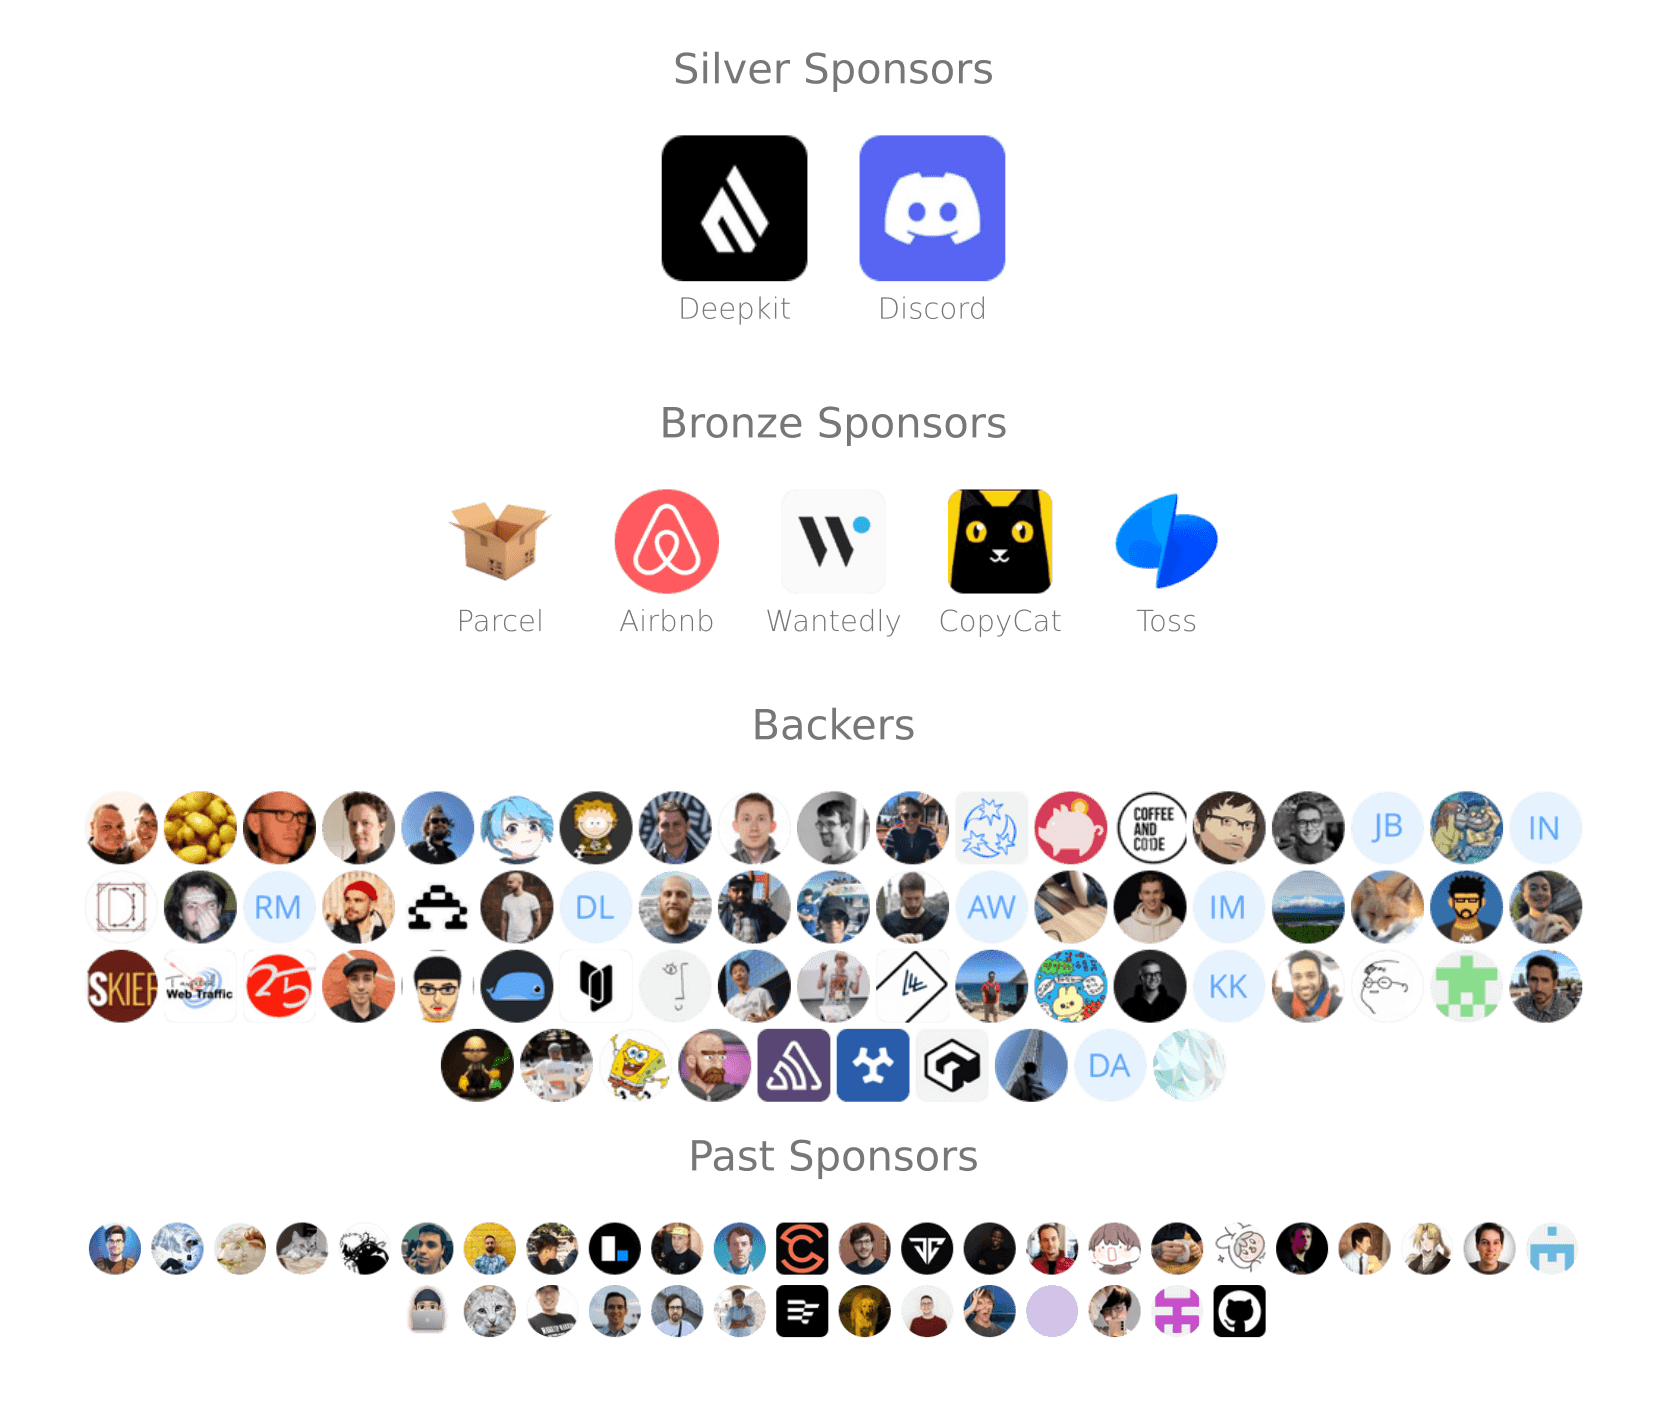 Silver Sponsors
Deepkit
Discord
Bronze Sponsors
Parcel
Airbnb
Wantedly
CopyCat
Toss
Backers
COFFEE
AND
CODE
JB
IN
RM
DL
AW
IM
SKIER
Web Traffic
25
KK
DA
Past Sponsors